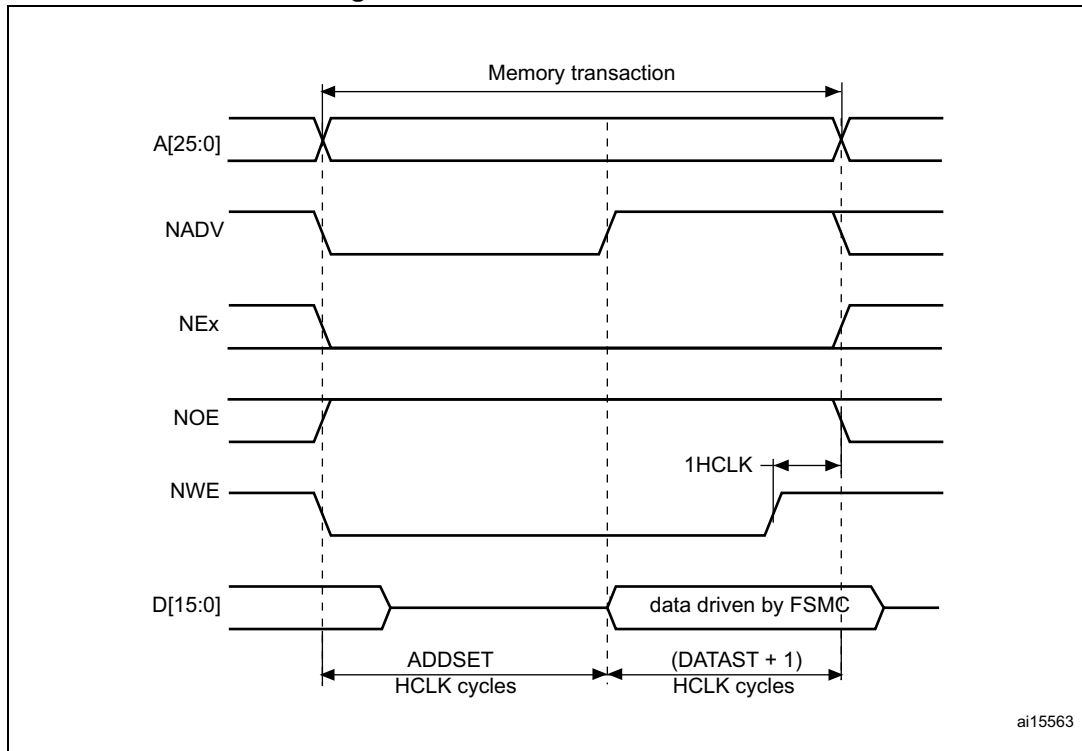 Memory transaction
A[25:0]
NADV
NEx
NOE
1HCLK
NWE
D[15:0]
data driven by FSMC
ADDSET
HCLK cycles
(DATAST + 1)
HCLK cycles
ai15563